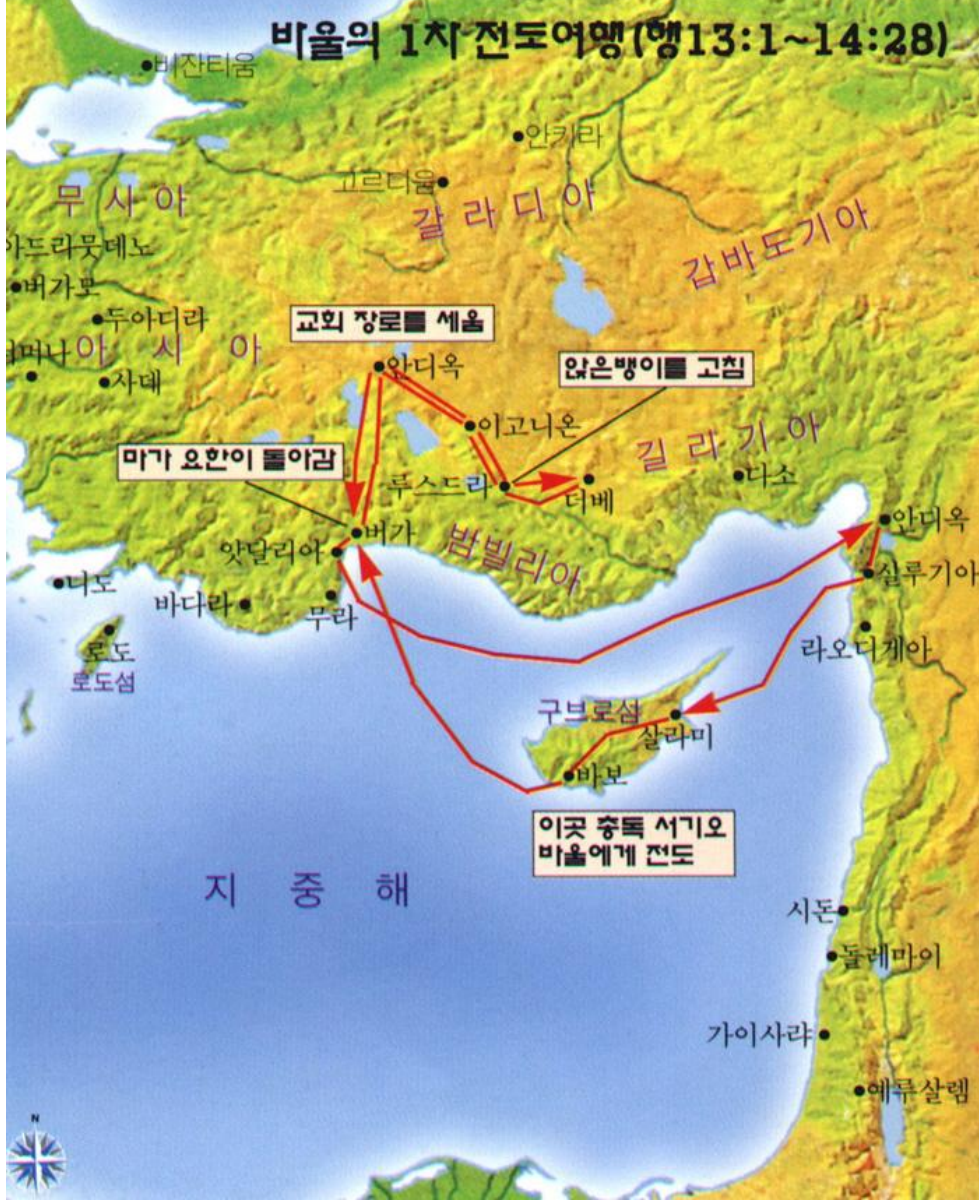 바울의 1차 전도여행(행13:1~14:28)
비잔티움
안키라
고르디움
무시아
갈라디아
갑바도기아
아드리뭇데노
버가모
두아디라
교회 장로를 세움
아시아
안디옥
앉은뱅이를 고침
사데
이고니온
길리기아
마가 요한이 돌아감
루스드라
더베
다소
안디옥
버가
밤빌리아
앗달리아
실루기아
니도
바다라
무라
라오디게아
로도
로도섬
구브로섬
살라미
바보
이곳 총독 서기오
바울에게 전도
지중해
시돈
돌레마이
가이사랴
예루살렘
N